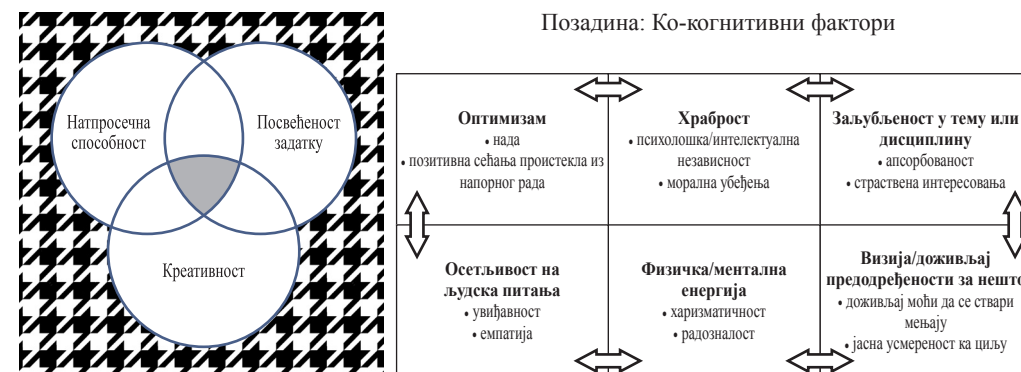 Позадина: Ко-когнитивни фактори
Натпросечна
способност
Посвећеност
задатку
Креативност
Оптимизам
• нада
• позитивна сећања проистекла из
напорног рада
Храброст
• психолошка/интелектуална
независност
• морална убеђења
Заљубљеност у тему или
дисциплину
• апсорбованост
• страствена интересовања
Осетљивост на
људска питања
• увиђавност
• емпатија
Физичка/ментална
енергија
• харизматичност
• радозналост
Визија/доживљај
предодређености за нешто
• доживљај моћи да се ствари
мењају
• јасна усмереност ка циљу